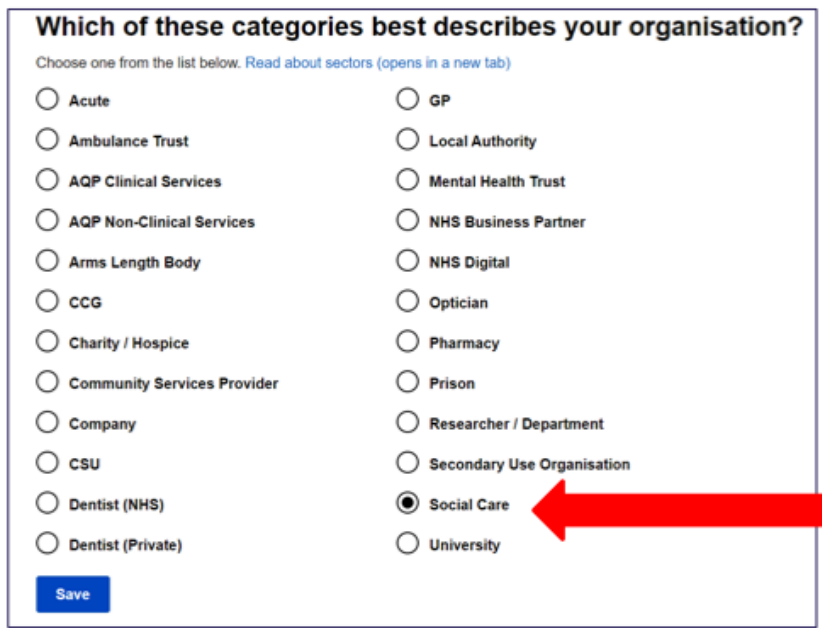 Which of these categories best describes your organisation?
Choose one from the list below. Read about sectors (opens in a new tab)
Acute
Ambulance Trust
AQP Clinical Services
AQP Non-Clinical Services
Arms Length Body
CCG
Charity / Hospice
Community Services Provider
Company
CSU
Dentist (NHS)
Dentist (Private)
GP
Local Authority
Mental Health Trust
NHS Business Partner
NHS Digital
Optician
Pharmacy
Prison
Researcher / Department
Secondary Use Organisation
Social Care
University
Save